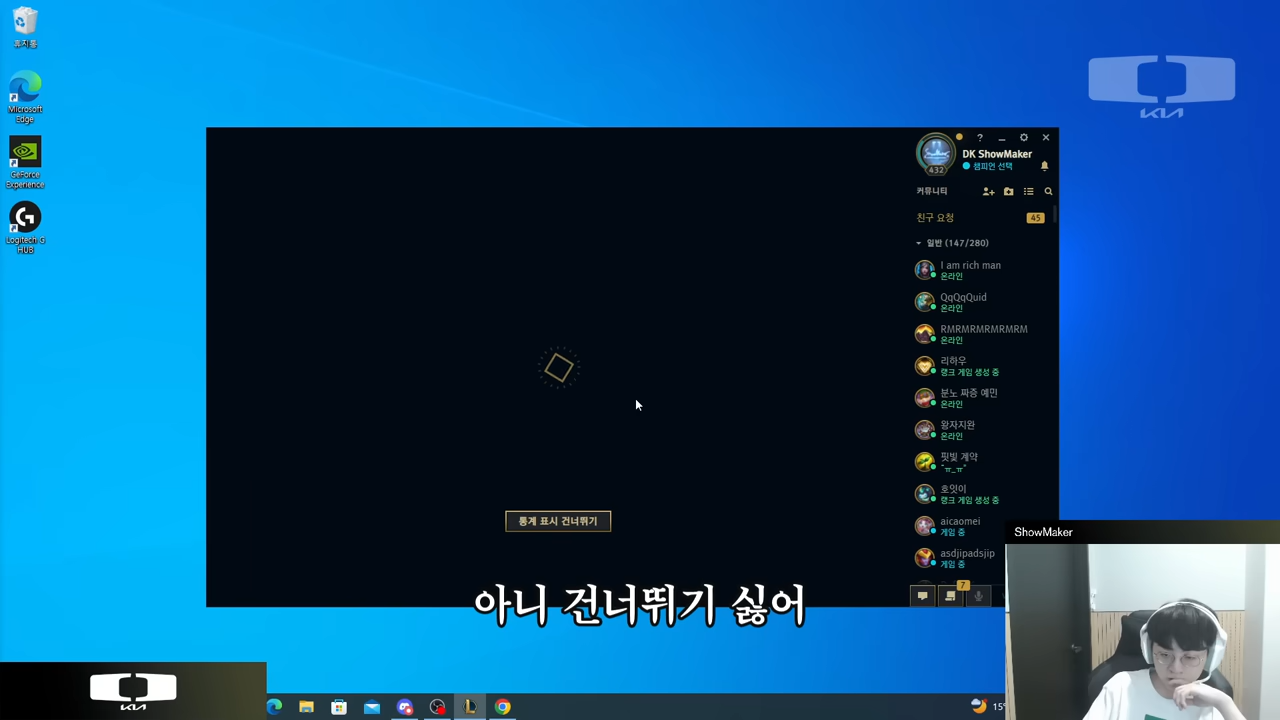 휴지통
Microsoft
Edge
GeForce
Experience
Logitech G
HUB
KIA
DK ShowMaker
챔피언 선택
432
커뮤니티
친구 요청
45
일반 (147/280)
I am rich man
온라인
QqQqQuid
온라인
RMRMRMRMRMRM
온라인
리하우
랭크 게임 생성 중
분노 짜증 예민
온라인
왕자지완
온라인
핏빛 계약
ˆㅠ_ㅠˆ
호잇이
랭크 게임 생성 중
aicaomei
게임 중
asdjipadsjip
게임 중
7
통계 표시 건너뛰기
아니 건너뛰기 싫어
ShowMaker
KIA
15°